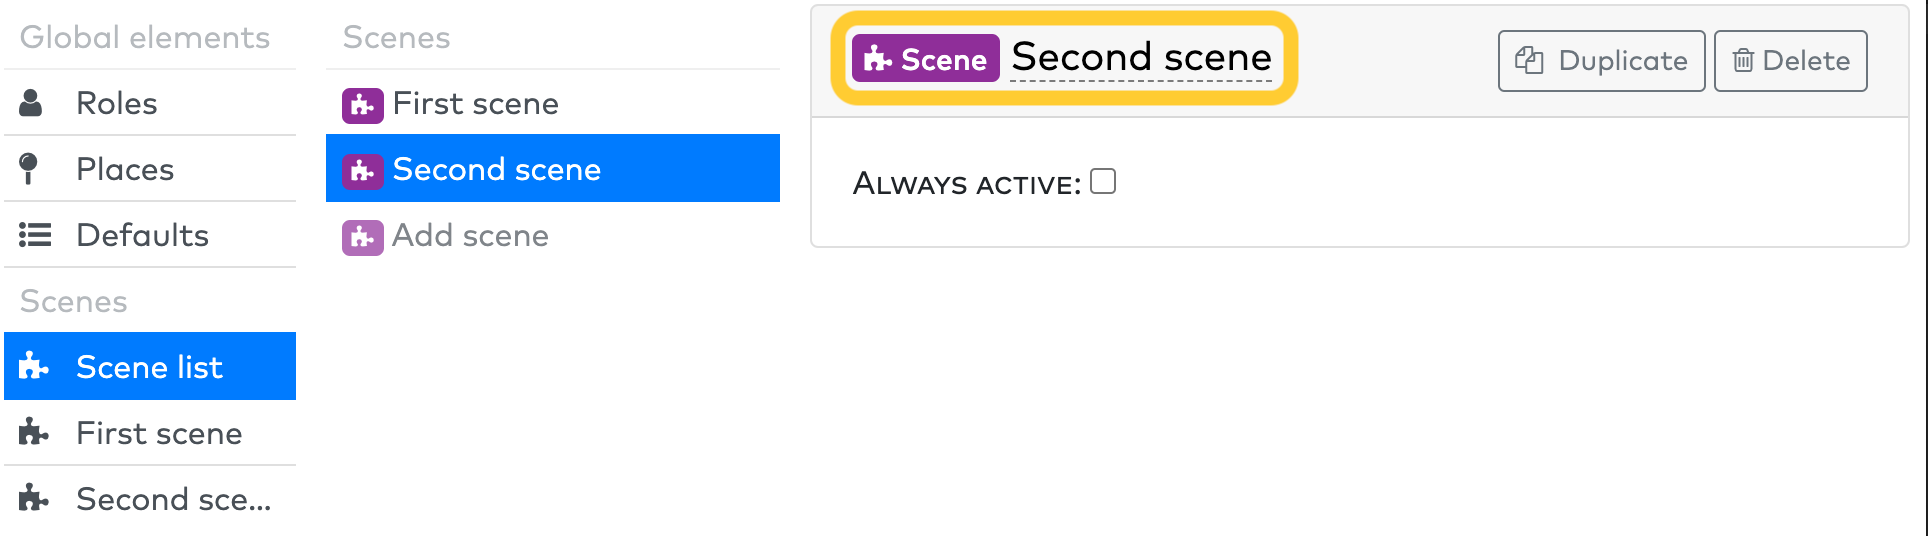 Global elements
Roles
Places
Defaults
Scenes
Scene list
First scene
Second sce...
Scenes
First scene
Second scene
Add scene
Scene Second scene
Duplicate
Delete
ALWAYS ACTIVE: